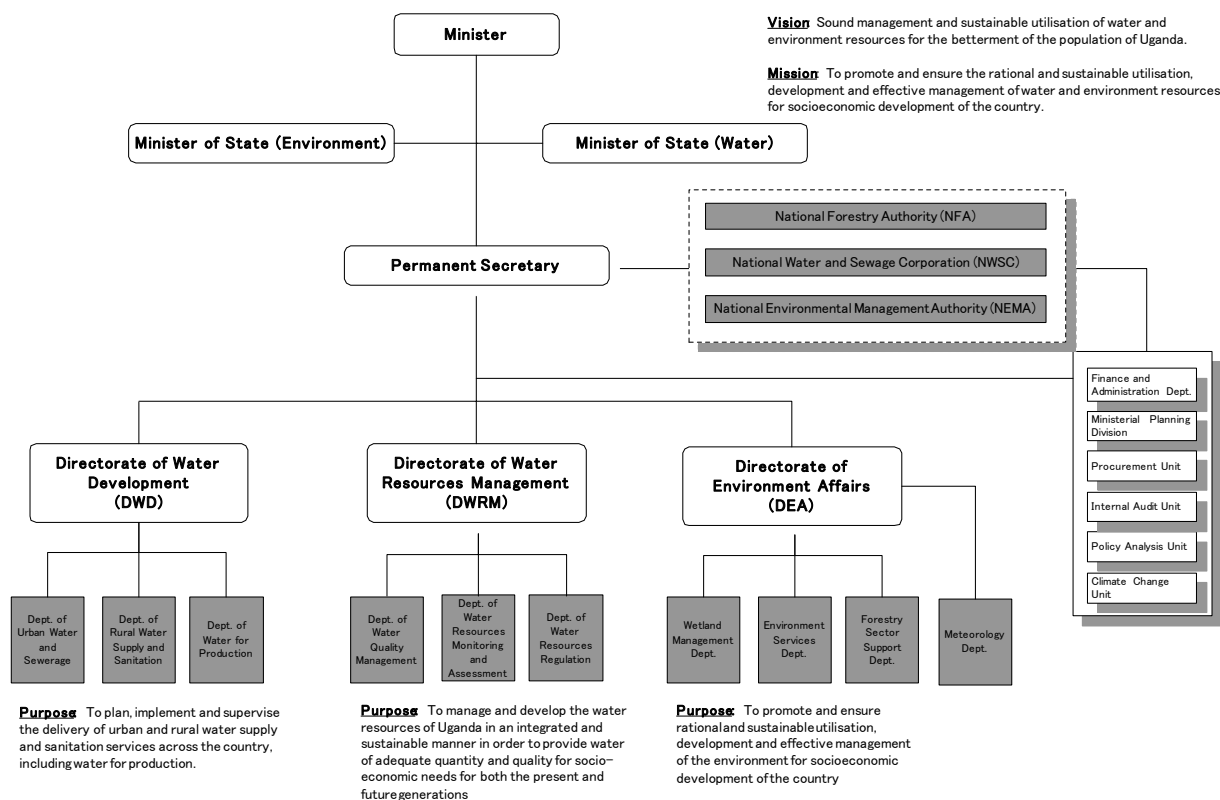 Minister
Vision: Sound management and sustainable utilisation of water and
environment resources for the betterment of the population of Uganda.
Mission: To promote and ensure the rational and sustainable utilisation,
development and effective management of water and environment resources
for socioeconomic development of the country.
Minister of State (Environment)
Minister of State (Water)
Permanent Secretary
National Forestry Authority (NFA)
National Water and Sewage Corporation (NWSC)
National Environmental Management Authority (NEMA)
Finance and
Administration Dept.
Ministerial Planning
Division
Procurement Unit
Internal Audit Unit
Policy Analysis Unit
Climate Change
Unit
Directorate of Water
Development
(DWD)
Directorate of Water
Resources Management
(DWRM)
Directorate of
Environment Affairs
(DEA)
Dept. of
Urban Water
and
Sewerage
Dept. of
Rural Water
Supply and
Sanitation
Dept. of
Water for
Production
Dept. of
Water
Quality
Management
Dept. of
Water
Resources
Monitoring
and
Assessment
Dept. of
Water
Resources
Regulation
Wetland
Management
Dept.
Environment
Services
Dept.
Forestry
Sector
Support
Dept.
Meteorology
Dept.
Purpose: To plan, implement and supervise
the delivery of urban and rural water supply
and sanitation services across the country,
including water for production.
Purpose: To manage and develop the water
resources of Uganda in an integrated and
sustainable manner in order to provide water
of adequate quantity and quality for socio-
economic needs for both the present and
future generations
Purpose: To promote and ensure
rational and sustainable utilisation,
development and effective management
of the environment for socioeconomic
development of the country